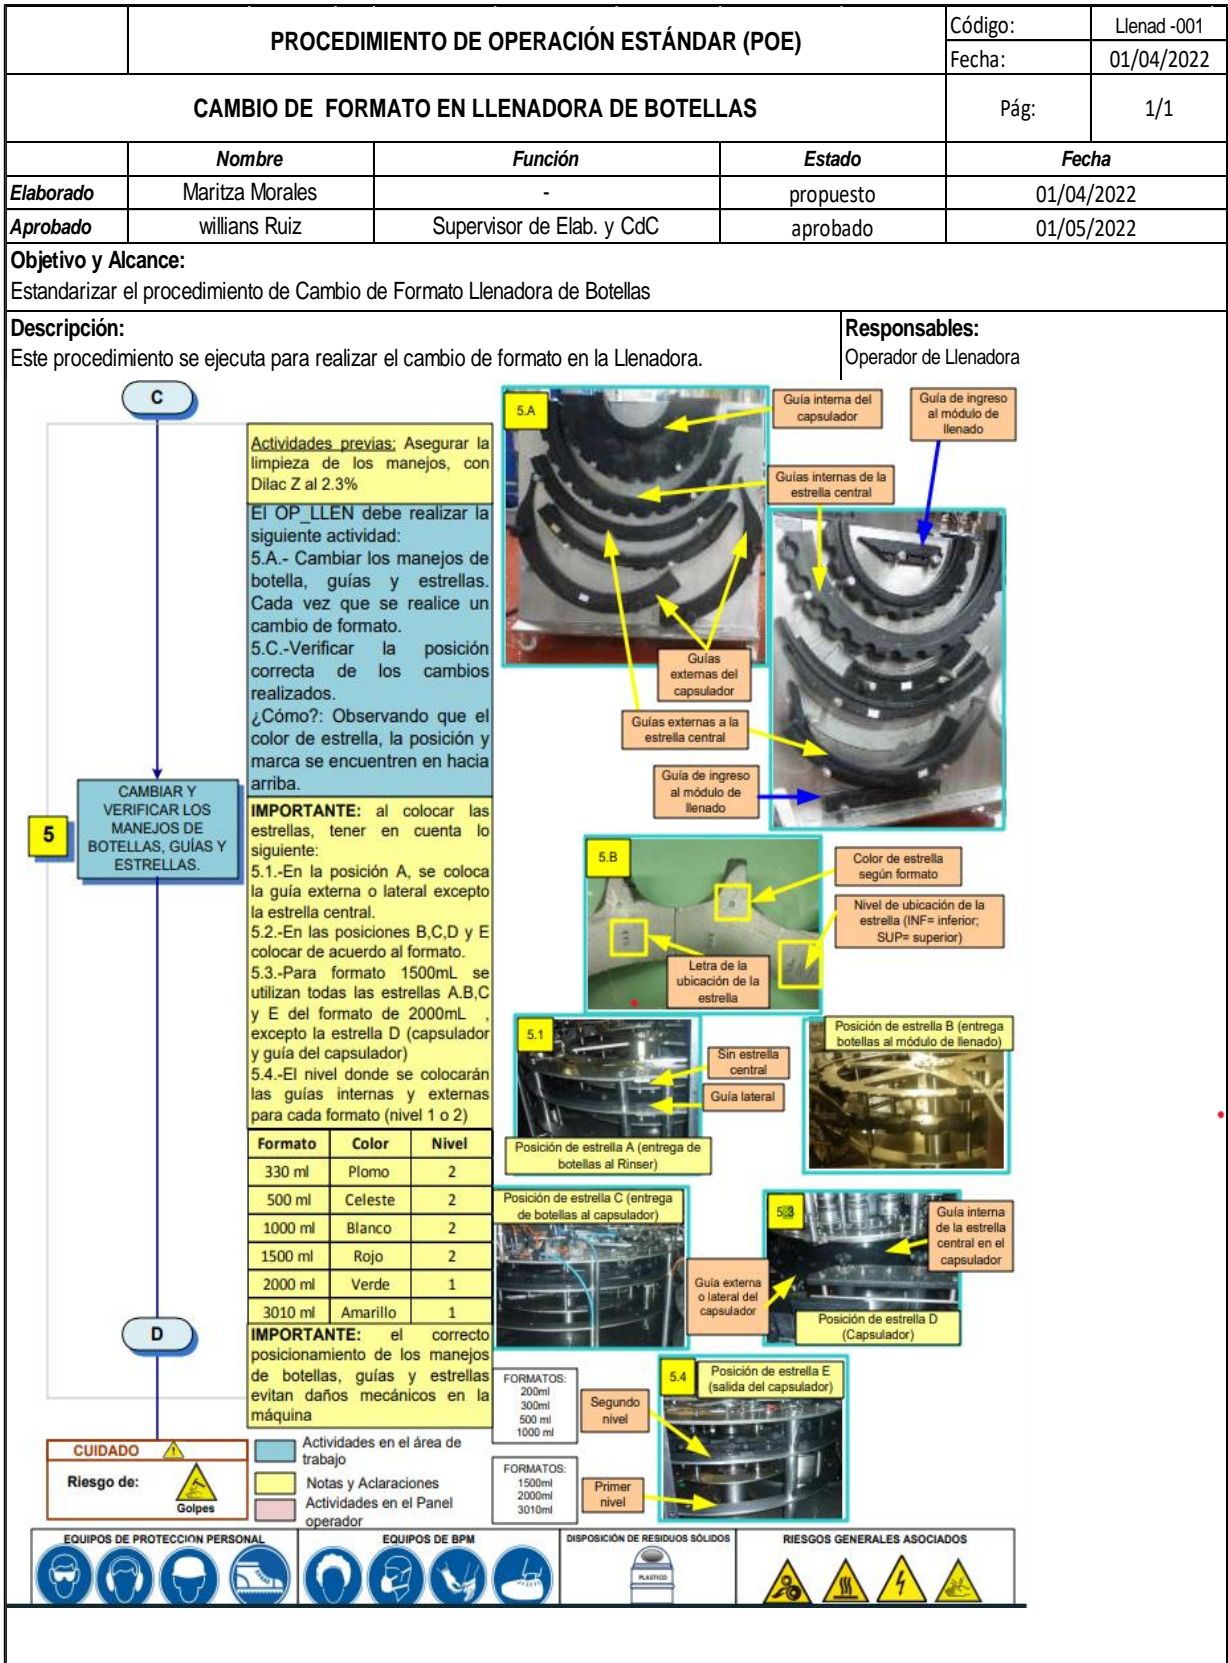 PROCEDIMIENTO DE OPERACIÓN ESTÁNDAR (POE)
Código:
Llenad -001
Fecha:
01/04/2022
CAMBIO DE FORMATO EN LLENADORA DE BOTELLAS
Pág:
1/1
Nombre
Función
Estado
Fecha
Elaborado
Maritza Morales
-
propuesto
01/04/2022
Aprobado
willians Ruiz
Supervisor de Elab. y CdC
aprobado
01/05/2022
Objetivo y Alcance:
Estandarizar el procedimiento de Cambio de Formato Llenadora de Botellas
Descripción:
Este procedimiento se ejecuta para realizar el cambio de formato en la Llenadora.
Responsables:
Operador de Llenadora
C
5
CAMBIAR Y
VERIFICAR LOS
MANEJOS DE
BOTELLAS, GUÍAS Y
ESTRELLAS.
D
Actividades previas: Asegurar la
limpieza de los manejos, con
Dilac Z al 2.3%
El OP_LLEN debe realizar la
siguiente actividad:
5.A.- Cambiar los manejos de
botella, guías y estrellas.
Cada vez que se realice un
cambio de formato.
5.C.-Verificar la posición
correcta de los cambios
realizados.
¿Cómo?: Observando que el
color de estrella, la posición y
marca se encuentren en hacia
arriba.
IMPORTANTE: al colocar las
estrellas, tener en cuenta lo
siguiente:
5.1.-En la posición A, se coloca
la guía externa o lateral excepto
la estrella central.
5.2.-En las posiciones B,C,D y E
colocar de acuerdo al formato.
5.3.-Para formato 1500mL se
utilizan todas las estrellas A.B,C
y E del formato de 2000mL ,
excepto la estrella D (capsulador
y guía del capsulador)
5.4.-El nivel donde se colocarán
las guías internas y externas
para cada formato (nivel 1 o 2)
Formato Color Nivel
330 ml Plomo 2
500 ml Celeste 2
1000 ml Blanco 2
1500 ml Rojo 2
2000 ml Verde 1
3010 ml Amarillo 1
IMPORTANTE: el correcto
posicionamiento de los manejos
de botellas, guías y estrellas
evitan daños mecánicos en la
máquina
5.A
Guía interna del
capsulador
Guía de ingreso
al módulo de
llenado
Guías internas de la
estrella central
Guías
externas del
capsulador
Guías externas a la
estrella central
Guía de ingreso
al módulo de
llenado
5.B
Color de estrella
según formato
Nivel de ubicación de la
estrella (INF= inferior;
SUP= superior)
Letra de la
ubicación de la
estrella
5.1
Sin estrella
central
Guía lateral
Posición de estrella A (entrega de
botellas al Rinser)
Posición de estrella B (entrega
botellas al módulo de llenado)
Posición de estrella C (entrega
de botellas al capsulador)
5.3
Guía interna
de la estrella
central en el
capsulador
Guía externa
o lateral del
capsulador
Posición de estrella D
(Capsulador)
5.4
Posición de estrella E
(salida del capsulador)
FORMATOS:
200ml
300ml
500 ml
1000 ml
Segundo
nivel
FORMATOS:
1500ml
2000ml
3010ml
Primer
nivel
CUIDADO
Riesgo de:
Golpes
Actividades en el área de
trabajo
Notas y Aclaraciones
Actividades en el Panel
operador
EQUIPOS DE PROTECCION PERSONAL
EQUIPOS DE BPM
DISPOSICIÓN DE RESIDUOS SÓLIDOS
PLASTICO
RIESGOS GENERALES ASOCIADOS